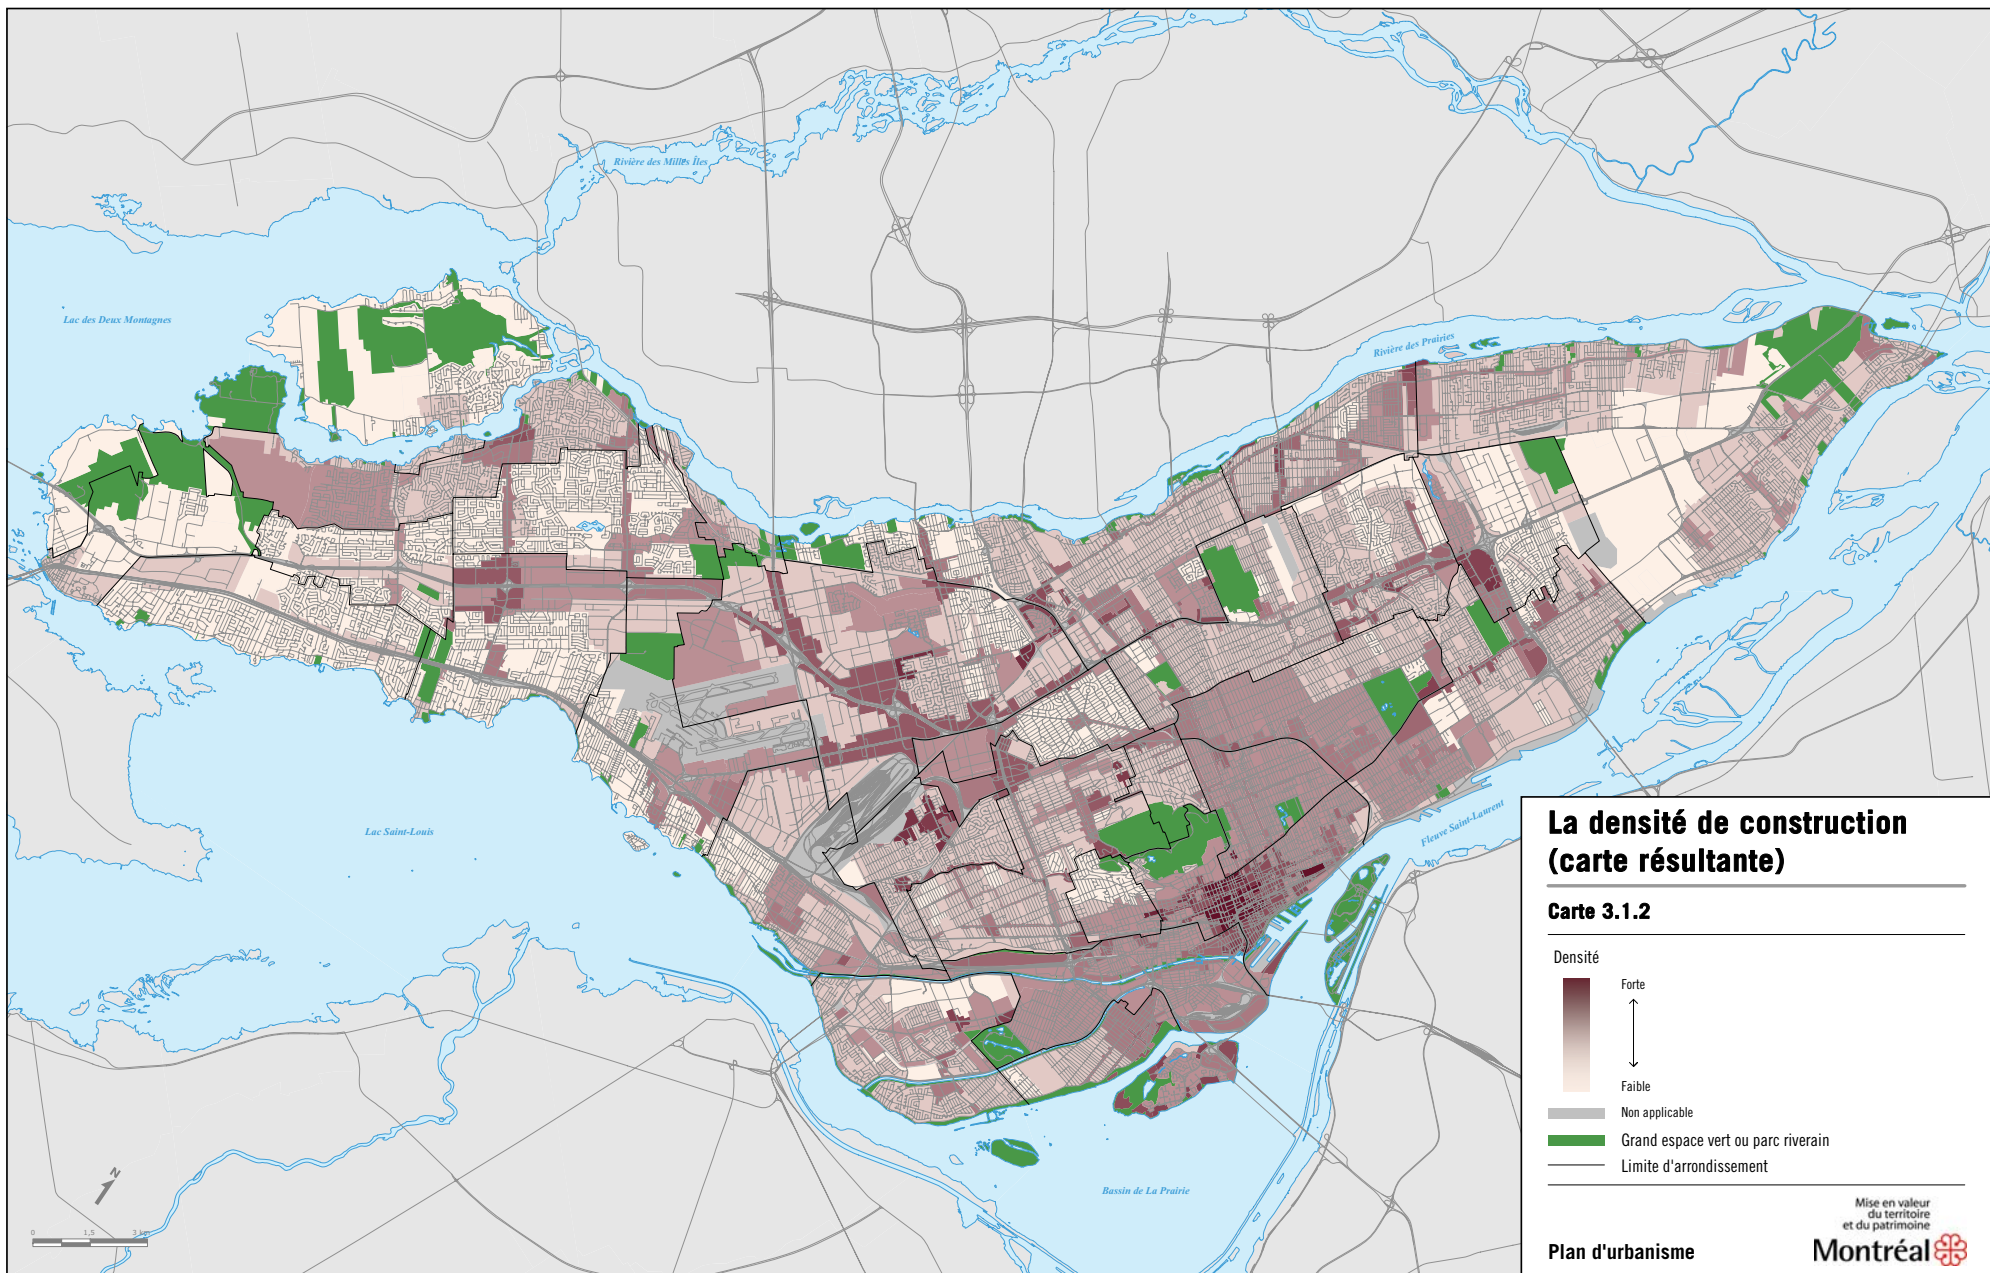 Rivière des Milles Îles
Lac des Deux Montagnes
Rivière des Prairies
Lac Saint-Louis
Fleuve Saint-Laurent
Bassin de La Prairie
N
0 1,5 3 km
La densité de construction
(carte résultante)
Carte 3.1.2
Densité
Forte
Faible
Non applicable
Grand espace vert ou parc riverain
Limite d'arrondissement
Mise en valeur
du territoire
et du patrimoine
Plan d'urbanisme
Montréal